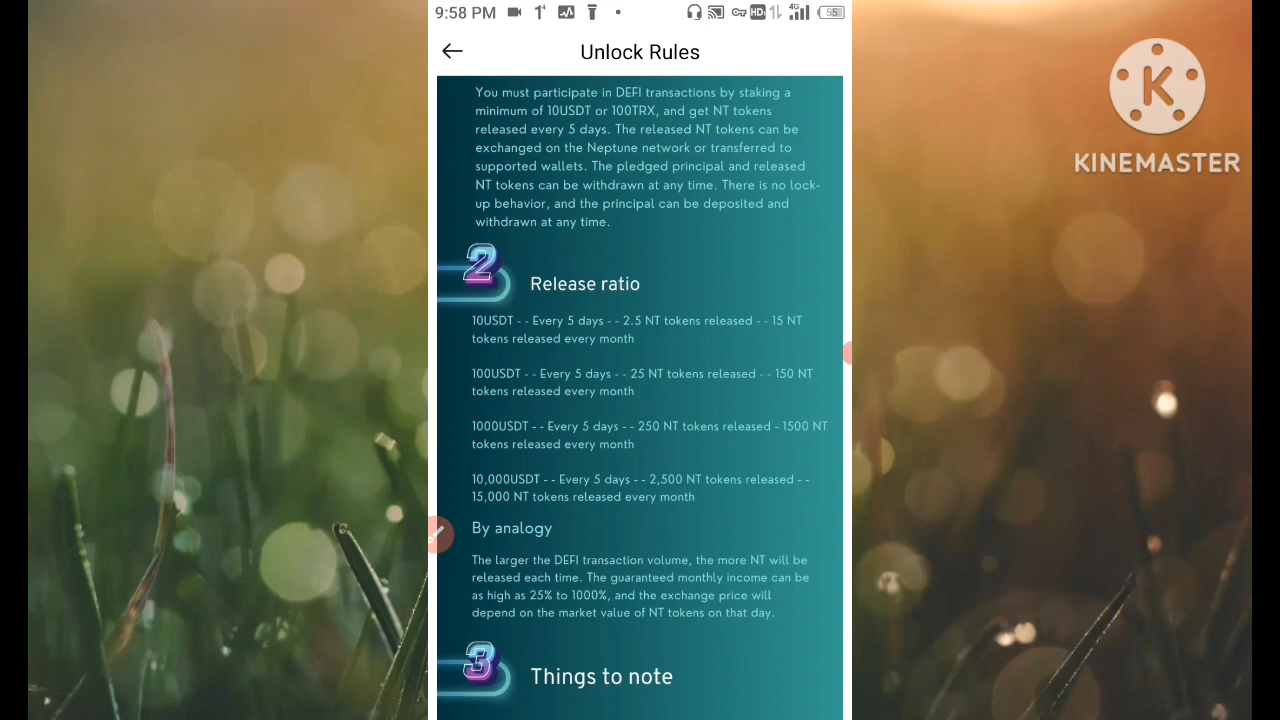 9:58 PM
4G
HD
55
Unlock Rules
KINEMASTER
You must participate in DEFI transactions by staking a
minimum of 10USDT or 100TRX, and get NT tokens
released every 5 days. The released NT tokens can be
exchanged on the Neptune network or transferred to
supported wallets. The pledged principal and released
NT tokens can be withdrawn at any time. There is no lock-
up behavior, and the principal can be deposited and
withdrawn at any time.
2
Release ratio
10USDT - - Every 5 days - - 2.5 NT tokens released - - 15 NT
tokens released every month
100USDT - - Every 5 days - - 25 NT tokens released - - 150 NT
tokens released every month
1000USDT - - Every 5 days - - 250 NT tokens released - 1500 NT
tokens released every month
10,000USDT - - Every 5 days - - 2,500 NT tokens released - -
15,000 NT tokens released every month
By analogy
The larger the DEFI transaction volume, the more NT will be
released each time. The guaranteed monthly income can be
as high as 25% to 1000%, and the exchange price will
depend on the market value of NT tokens on that day.
3
Things to note